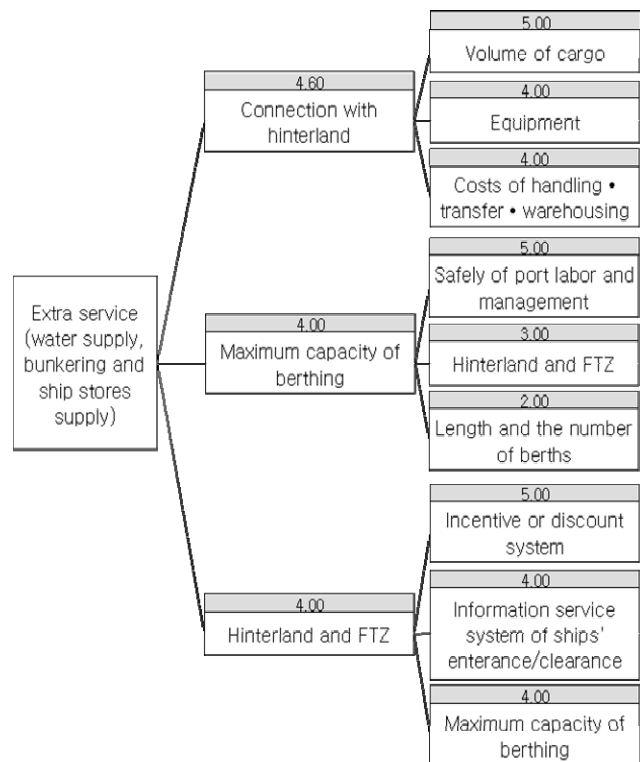 Extra service
(water supply,
bunkering and
ship stores
supply)
4.60
Connection with
hinterland
5.00
Volume of cargo
4.00
Equipment
4.00
Costs of handling •
transfer • warehousing
4.00
Maximum capacity of
berthing
5.00
Safely of port labor and
management
3.00
Hinterland and FTZ
2.00
Length and the number
of berths
4.00
Hinterland and FTZ
5.00
Incentive or discount
system
4.00
Information service
system of ships'
enterance/clearance
4.00
Maximum capacity of
berthing